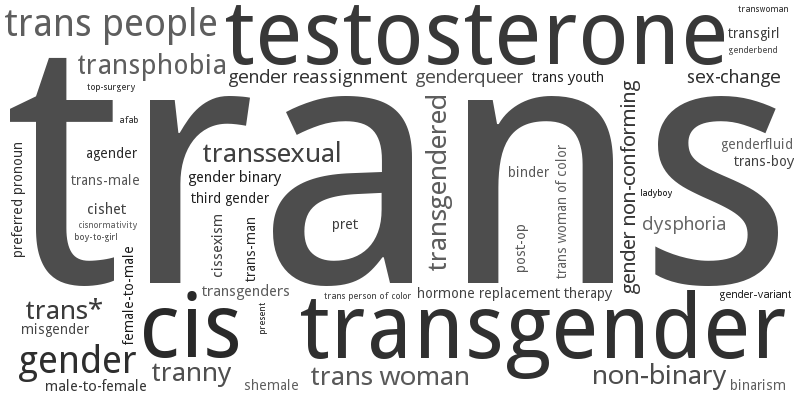 trans people
testosterone
transwoman
transgirl
genderbend
transphobia
gender reassignment
genderqueer
trans youth
sex-change
top-surgery
trans
afab
agender
transsexual
transgendered
gender non-conforming
genderfluid
trans-boy
preferred pronoun
trans-male
gender binary
binder
trans woman of color
ladyboy
third gender
cishet
cisnormativity
boy-to-girl
cissexism
trans-man
pret
post-op
dysphoria
female-to-male
transgenders
trans person of color
hormone replacement therapy
gender-variant
trans*
misgender
cis
present
transgender
gender
tranny
male-to-female
shemale
trans woman
non-binary
binarism